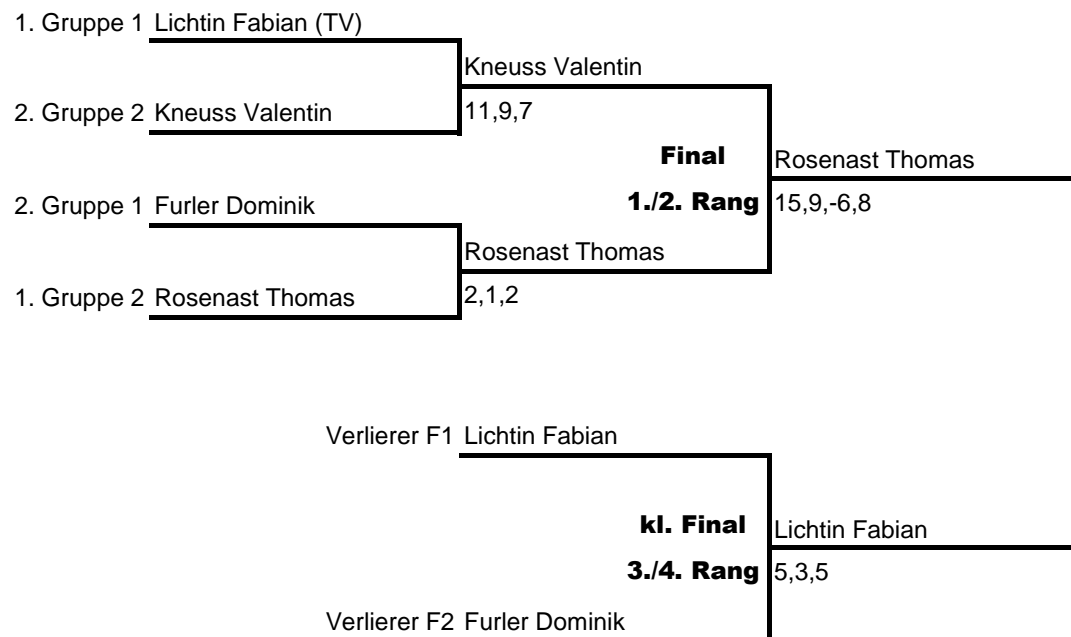 1. Gruppe 1 Lichtin Fabian (TV)
Kneuss Valentin
2. Gruppe 2 Kneuss Valentin
11,9,7
Final
Rosenast Thomas
2. Gruppe 1 Furler Dominik
1./2. Rang
15,9,-6,8
Rosenast Thomas
1. Gruppe 2 Rosenast Thomas
2,1,2
Verlierer F1 Lichtin Fabian
kl. Final
Lichtin Fabian
3./4. Rang
5,3,5
Verlierer F2 Furler Dominik